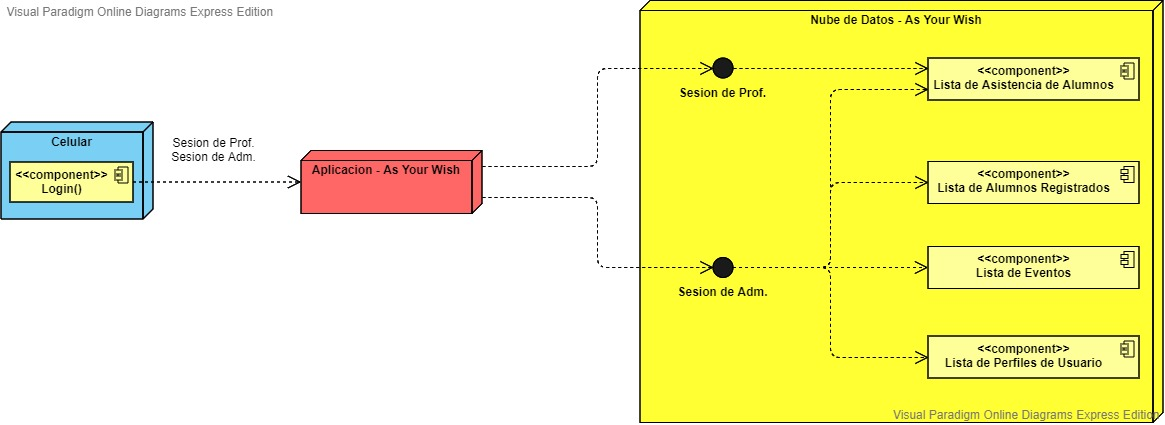 Visual Paradigm Online Diagrams Express Edition
Nube de Datos - As Your Wish
<<component>>
Lista de Asistencia de Alumnos
Sesion de Prof.
Celular
<<component>>
Login()
Sesion de Prof.
Sesion de Adm.
Aplicacion - As Your Wish
<<component>>
Lista de Alumnos Registrados
<<component>>
Lista de Eventos
Sesion de Adm.
<<component>>
Lista de Perfiles de Usuario
Visual Paradigm Online Diagrams Express Edition